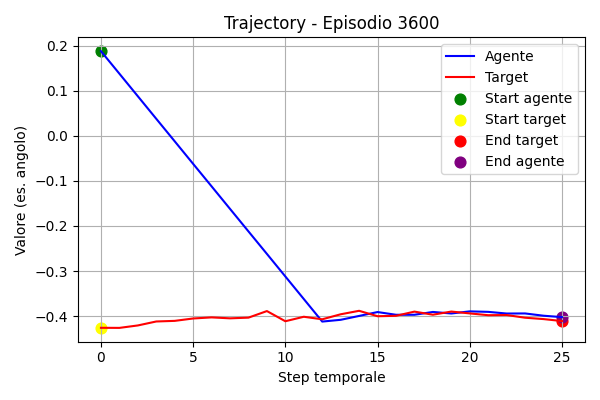 Trajectory - Episodio 3600
Valore (es. angolo)
0.2
0.1
0.0
−0.1
−0.2
−0.3
−0.4
0
5
10
15
20
25
Step temporale
Agente
Target
Start agente
Start target
End target
End agente